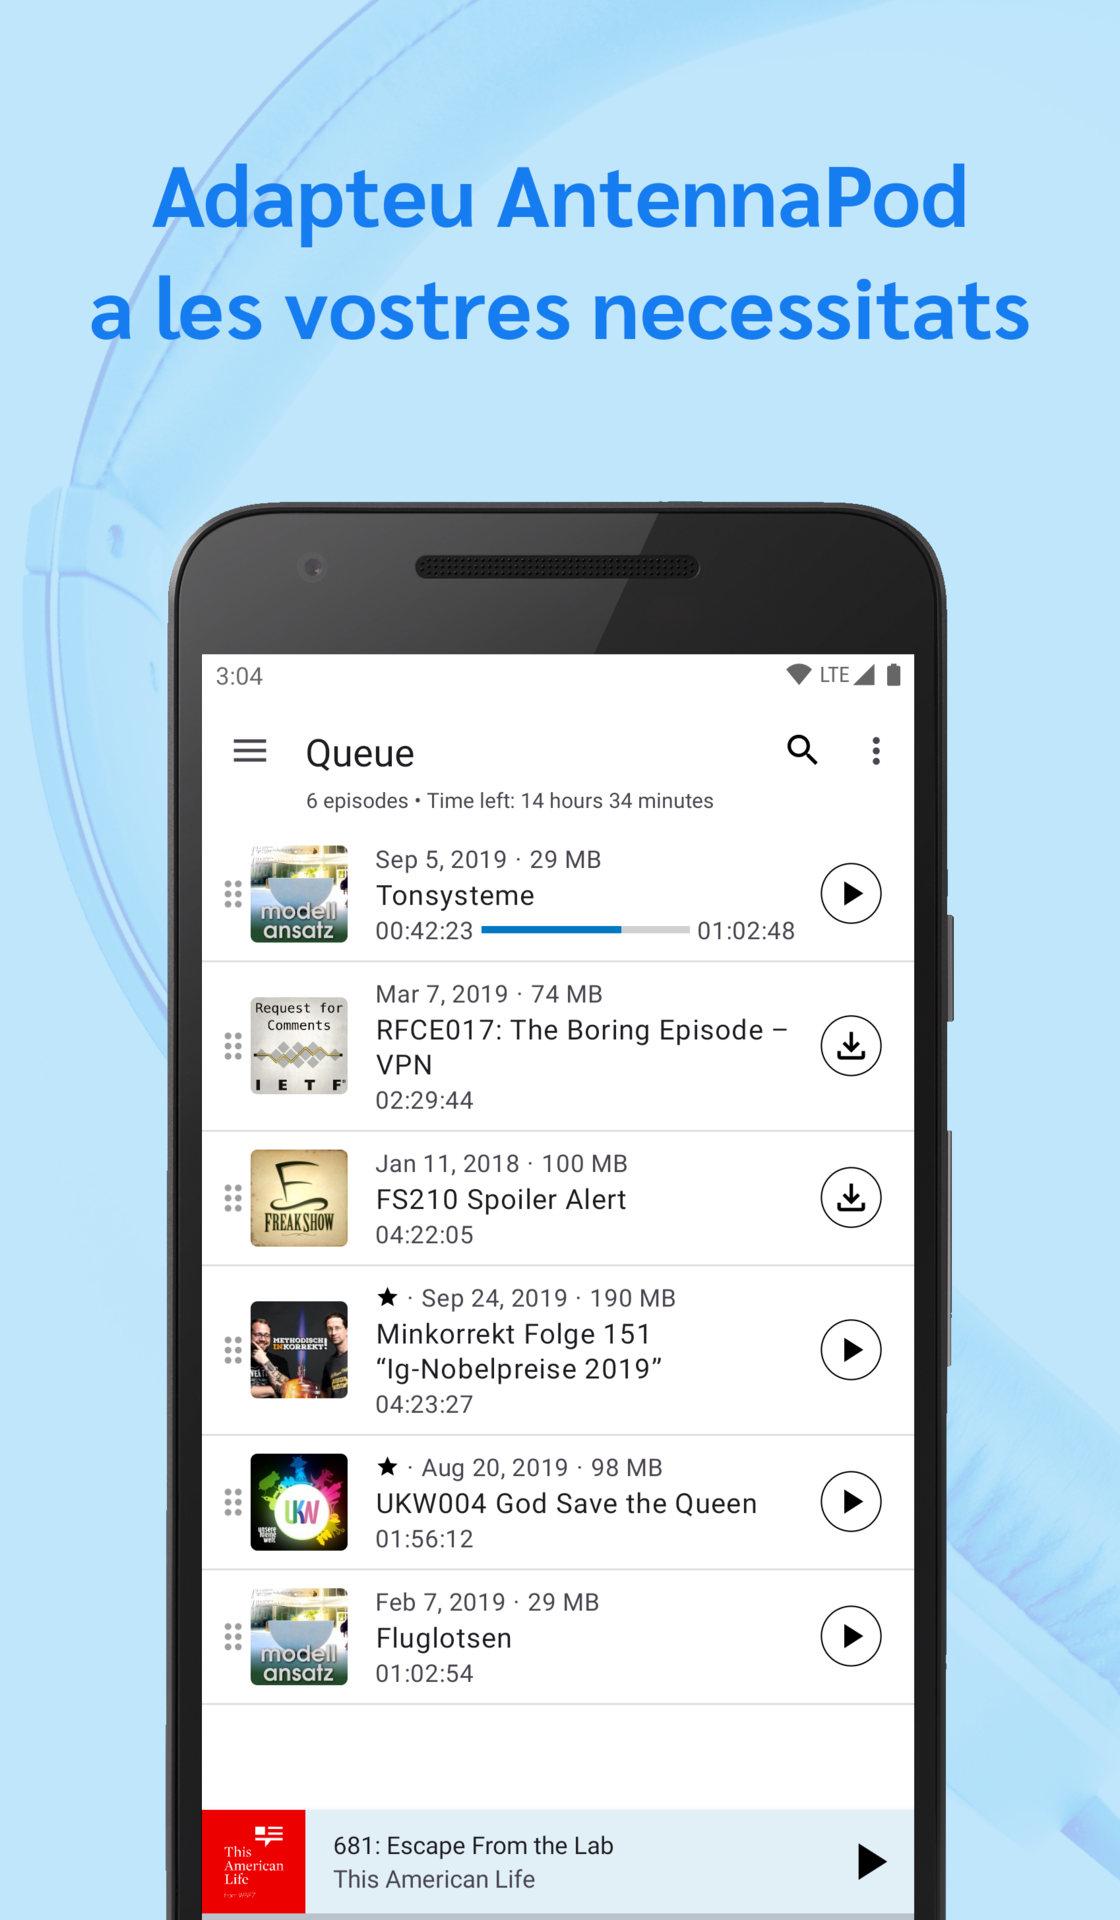 Adapteu AntennaPod
a les vostres necessitats
3:04
LTE
Queue
6 episodes • Time left: 14 hours 34 minutes
modell
ansatz
Sep 5, 2019 · 29 MB
Tonsysteme
00:42:23
01:02:48
Request for
Comments
I E T F
Mar 7, 2019 · 74 MB
RFCE017: The Boring Episode –
VPN
02:29:44
FREAK SHOW
Jan 11, 2018 · 100 MB
FS210 Spoiler Alert
04:22:05
METHODISCH
INKORREKT!
★ · Sep 24, 2019 · 190 MB
Minkorrekt Folge 151
“Ig-Nobelpreise 2019”
04:23:27
UKW
unsere
kleine
welt
★ · Aug 20, 2019 · 98 MB
UKW004 God Save the Queen
01:56:12
modell
ansatz
Feb 7, 2019 · 29 MB
Fluglotsen
01:02:54
This
American
Life
681: Escape From the Lab
This American Life